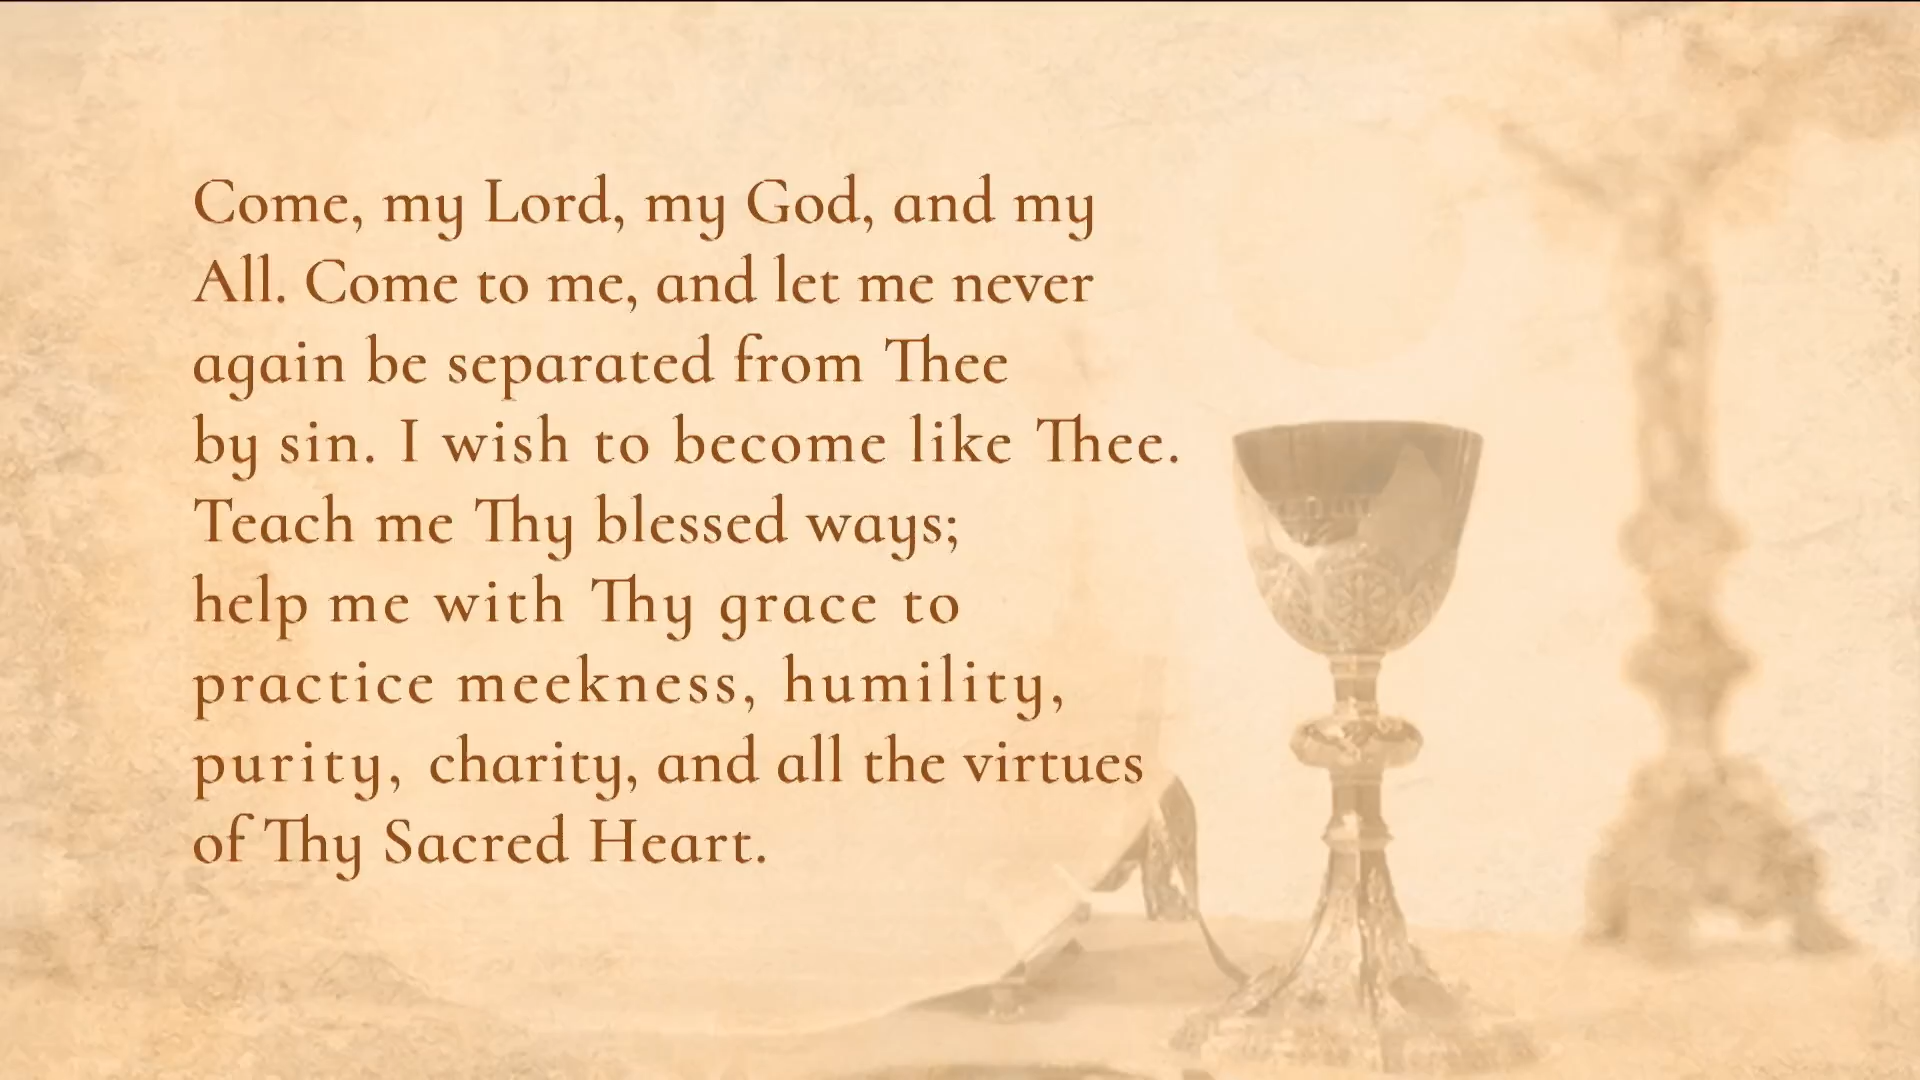 Come, my Lord, my God, and my
All. Come to me, and let me never
again be separated from Thee
by sin. I wish to become like Thee.
Teach me Thy blessed ways;
help me with Thy grace to
practice meekness, humility,
purity, charity, and all the virtues
of Thy Sacred Heart.